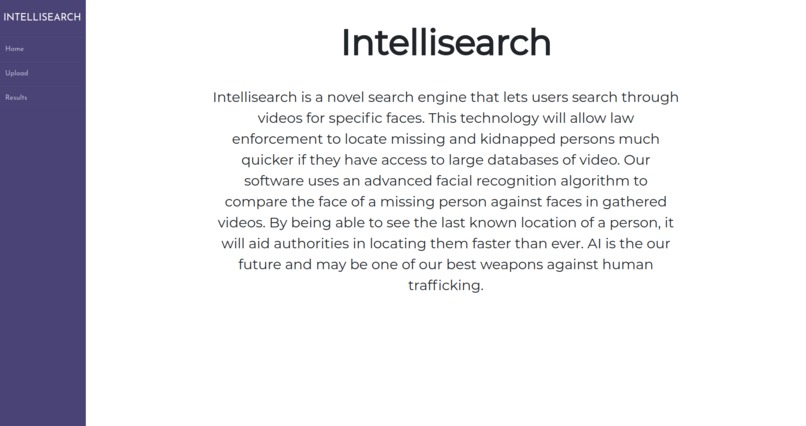 INTELLISEARCH
Home
Upload
Results
Intellisearch
Intellisearch is a novel search engine that lets users search through
videos for specific faces. This technology will allow law
enforcement to locate missing and kidnapped persons much
quicker if they have access to large databases of video. Our
software uses an advanced facial recognition algorithm to
compare the face of a missing person against faces in gathered
videos. By being able to see the last known location of a person, it
will aid authorities in locating them faster than ever. AI is the our
future and may be one of our best weapons against human
trafficking.